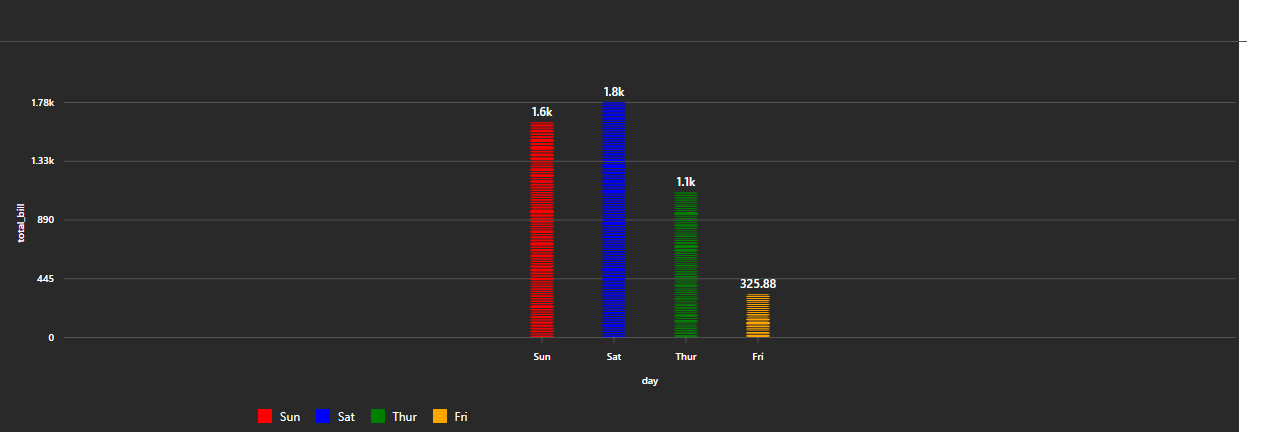 1.78k
1.33k
890
445
0
total_bill
1.6k
1.8k
1.1k
325.88
Sun Sat Thur Fri
day
Sun Sat Thur Fri